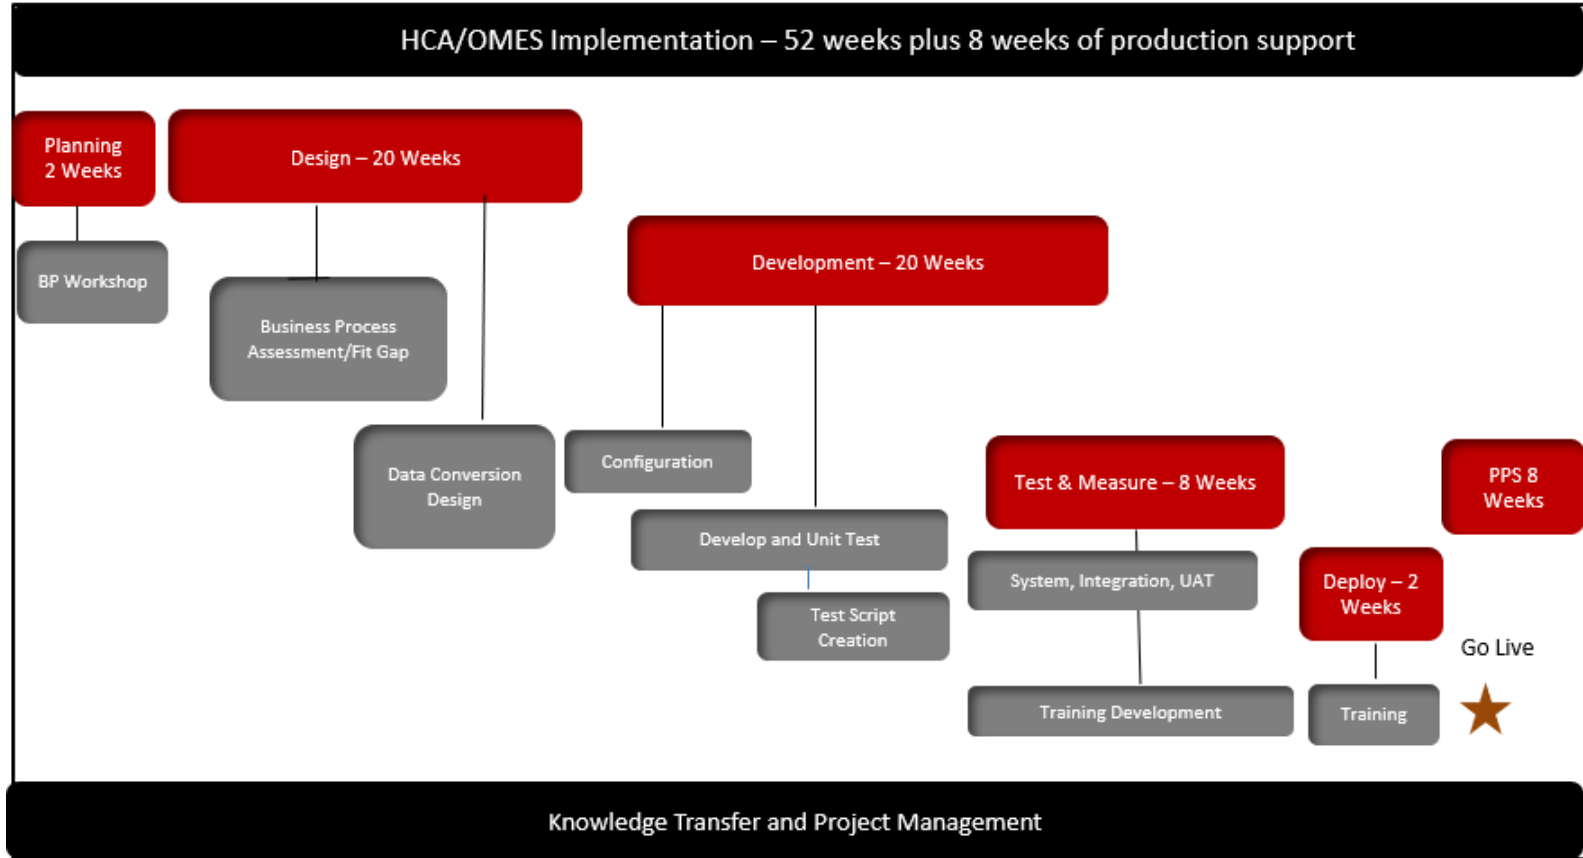 HCA/OMES Implementation – 52 weeks plus 8 weeks of production support
Planning
2 Weeks
Design – 20 Weeks
BP Workshop
Business Process
Assessment/Fit Gap
Development – 20 Weeks
Data Conversion
Design
Configuration
Develop and Unit Test
Test Script
Creation
Test & Measure – 8 Weeks
System, Integration, UAT
Training Development
Deploy – 2
Weeks
Training
PPS 8
Weeks
Go Live
Knowledge Transfer and Project Management